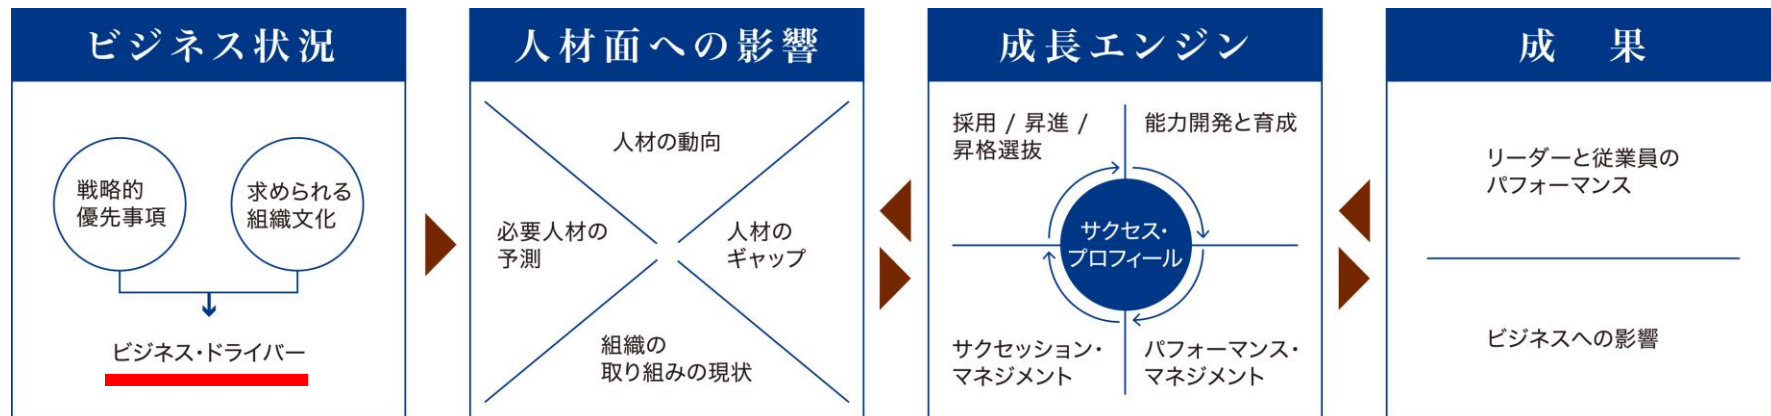 ビジネス状況
戦略的
優先事項
求められる
組織文化
ビジネス・ドライバー
人材面への影響
人材の動向
必要人材の
予測
人材の
ギャップ
組織の
取り組みの現状
成長エンジン
採用 / 昇進 /
昇格選抜
能力開発と育成
サクセス・
プロフィール
サクセッション・
マネジメント
パフォーマンス・
マネジメント
成 果
リーダーと従業員の
パフォーマンス
ビジネスへの影響